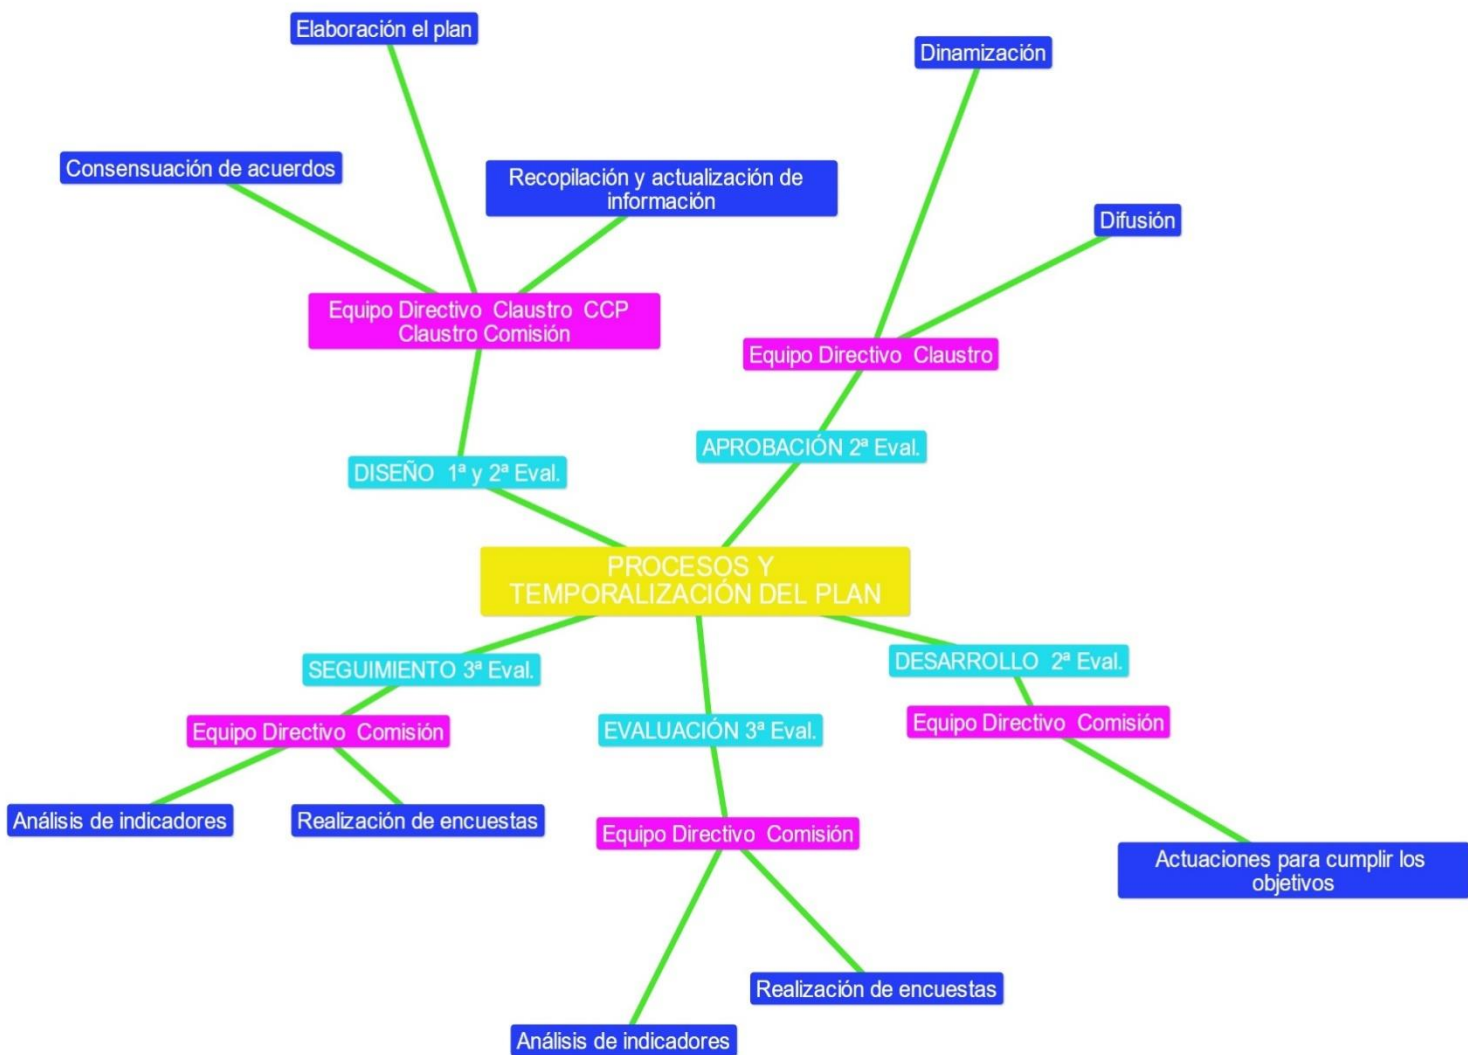 Elaboración el plan
Dinamización
Consensuación de acuerdos
Recopilación y actualización de
información
Difusión
Equipo Directivo  Claustro  CCP
Claustro Comisión
Equipo Directivo  Claustro
APROBACIÓN 2ª Eval.
DISEÑO  1ª y 2ª Eval.
PROCESOS Y
TEMPORALIZACIÓN DEL PLAN
SEGUIMIENTO 3ª Eval.
DESARROLLO  2ª Eval.
Equipo Directivo  Comisión
EVALUACIÓN 3ª Eval.
Equipo Directivo  Comisión
Análisis de indicadores
Realización de encuestas
Equipo Directivo  Comisión
Actuaciones para cumplir los
objetivos
Realización de encuestas
Análisis de indicadores